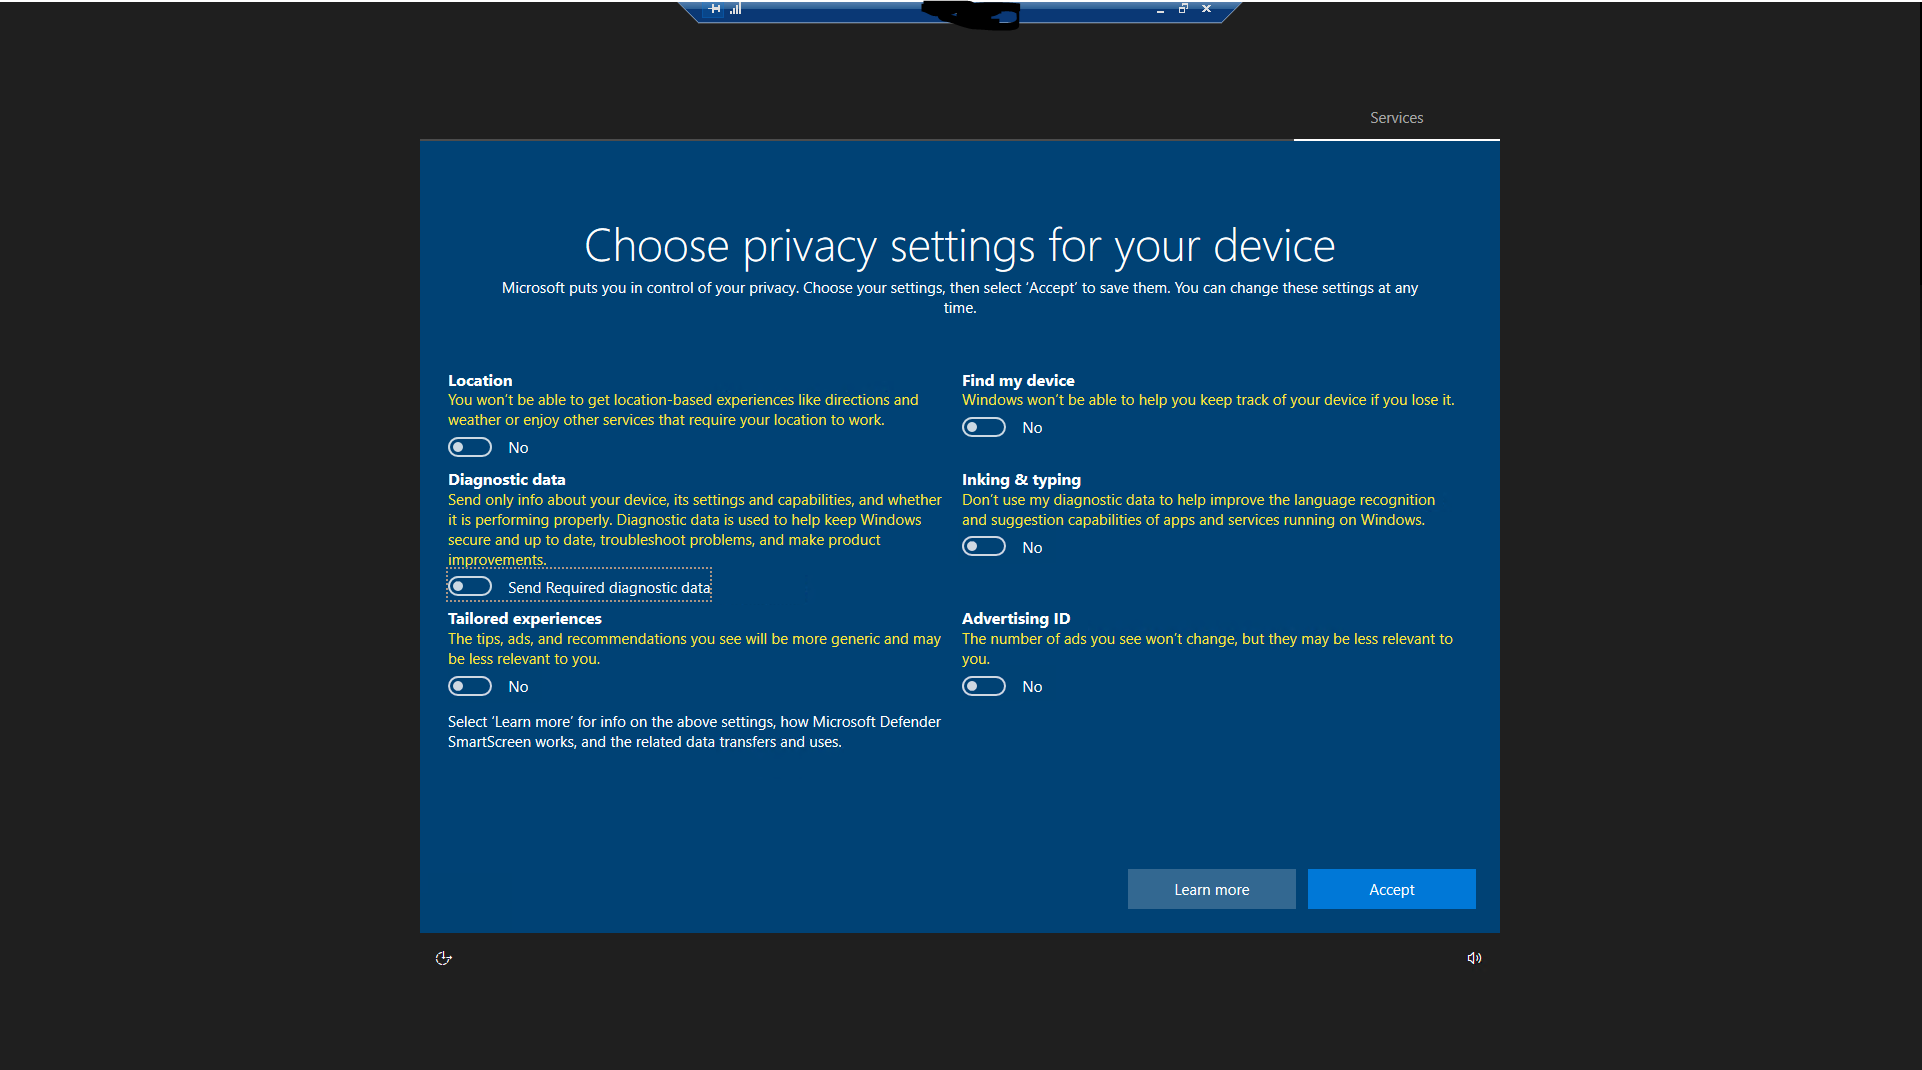 Services
Choose privacy settings for your device
Microsoft puts you in control of your privacy. Choose your settings, then select ‘Accept’ to save them. You can change these settings at any
time.
Location
You won’t be able to get location-based experiences like directions and
weather or enjoy other services that require your location to work.
No
Find my device
Windows won’t be able to help you keep track of your device if you lose it.
No
Diagnostic data
Send only info about your device, its settings and capabilities, and whether
it is performing properly. Diagnostic data is used to help keep Windows
secure and up to date, troubleshoot problems, and make product
improvements.
Send Required diagnostic data
Inking & typing
Don’t use my diagnostic data to help improve the language recognition
and suggestion capabilities of apps and services running on Windows.
No
Tailored experiences
The tips, ads, and recommendations you see will be more generic and may
be less relevant to you.
No
Advertising ID
The number of ads you see won’t change, but they may be less relevant to
you.
No
Select ‘Learn more’ for info on the above settings, how Microsoft Defender
SmartScreen works, and the related data transfers and uses.
Learn more
Accept